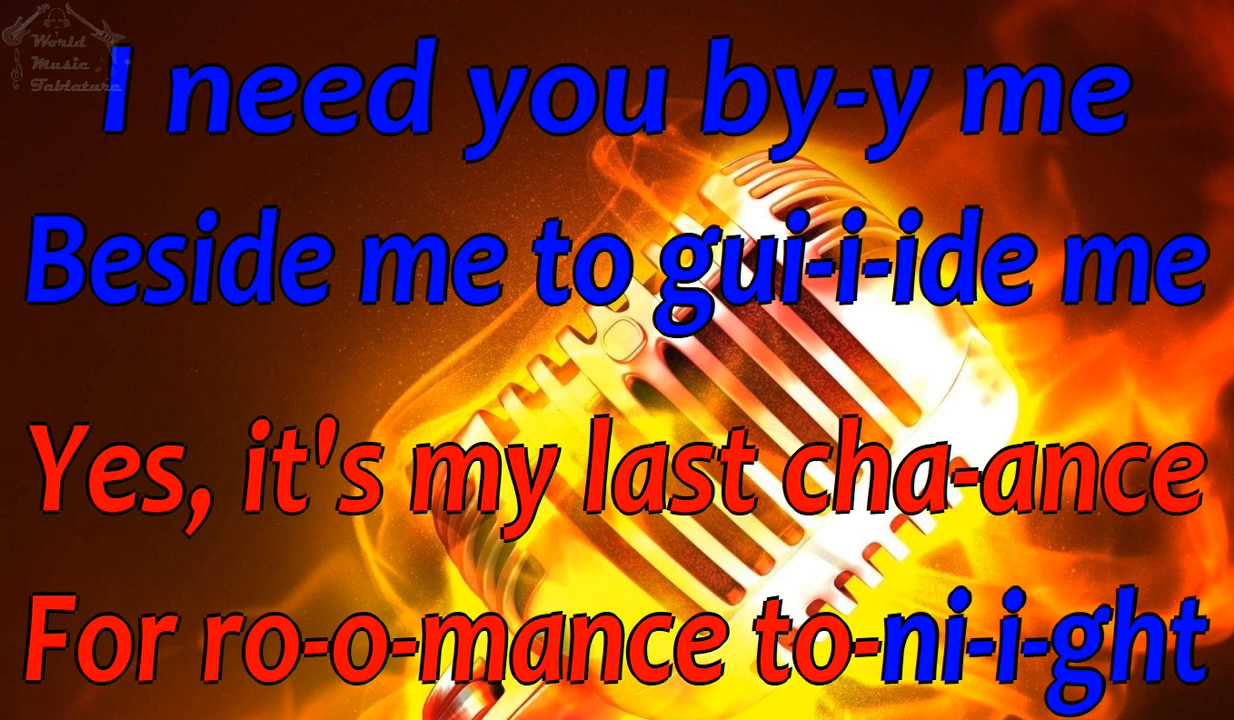 World
Music
Tablature
I need you by-y me
Beside me to gui-i-ide me
Yes, it's my last cha-ance
For ro-o-mance to-ni-i-ght